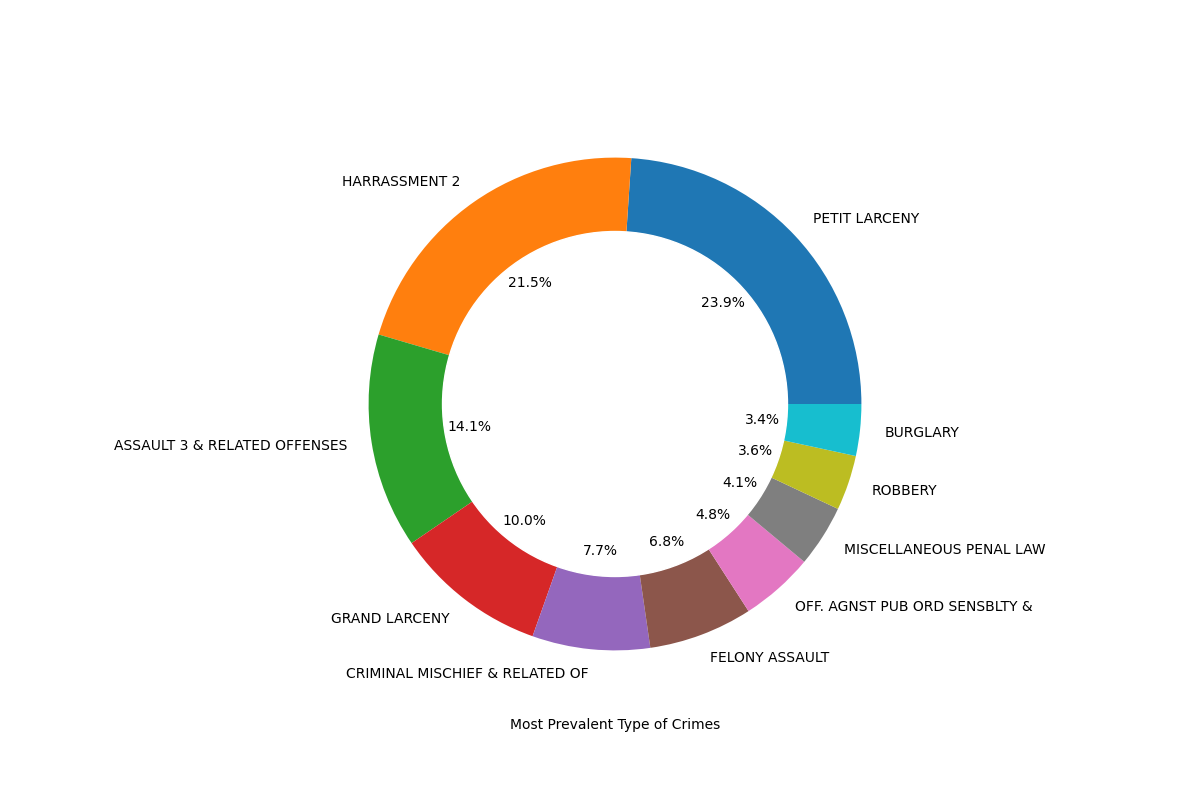 HARRASSMENT 2
PETIT LARCENY
21.5%
23.9%
3.4%
14.1%
BURGLARY
ASSAULT 3 & RELATED OFFENSES
3.6%
4.1%
ROBBERY
4.8%
10.0%
6.8%
7.7%
MISCELLANEOUS PENAL LAW
OFF. AGNST PUB ORD SENSBLTY &
GRAND LARCENY
FELONY ASSAULT
CRIMINAL MISCHIEF & RELATED OF
Most Prevalent Type of Crimes